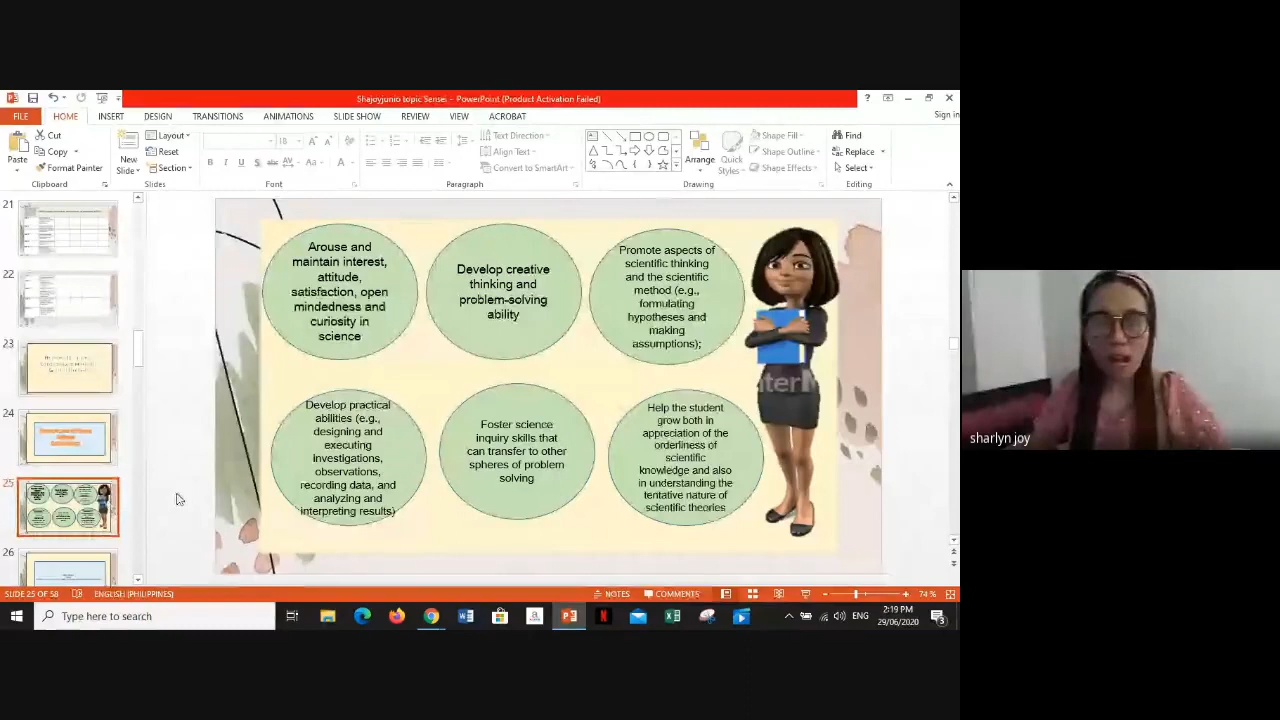 Shajoyjunio topic Sensei - PowerPoint (Product Activation Failed)
?
Sign in
FILE HOME INSERT DESIGN TRANSITIONS ANIMATIONS SLIDE SHOW REVIEW VIEW ACROBAT
Paste
Cut
Copy
Format Painter
Clipboard
New
Slide
Layout
Reset
Section
Slides
18
Font
Text Direction
Align Text
Convert to SmartArt
Paragraph
Arrange
Quick
Styles
Shape Fill
Shape Outline
Shape Effects
Drawing
Find
Replace
Select
Editing
21
22
23
24
25
26
Arouse and
maintain interest,
attitude,
satisfaction, open
mindedness and
curiosity in
science
Develop creative
thinking and
problem-solving
ability
Promote aspects of
scientific thinking
and the scientific
method (e.g.,
formulating
hypotheses and
making
assumptions);
Develop practical
abilities (e.g.,
designing and
executing
investigations,
observations,
recording data, and
analyzing and
interpreting results)
Foster science
inquiry skills that
can transfer to other
spheres of problem
solving
Help the student
grow both in
appreciation of the
orderliness of
scientific
knowledge and also
in understanding the
tentative nature of
scientific theories
sharlyn joy
SLIDE 25 OF 58 ENGLISH (PHILIPPINES) NOTES COMMENTS 74 %
Type here to search
ENG
2:19 PM
29/06/2020
3